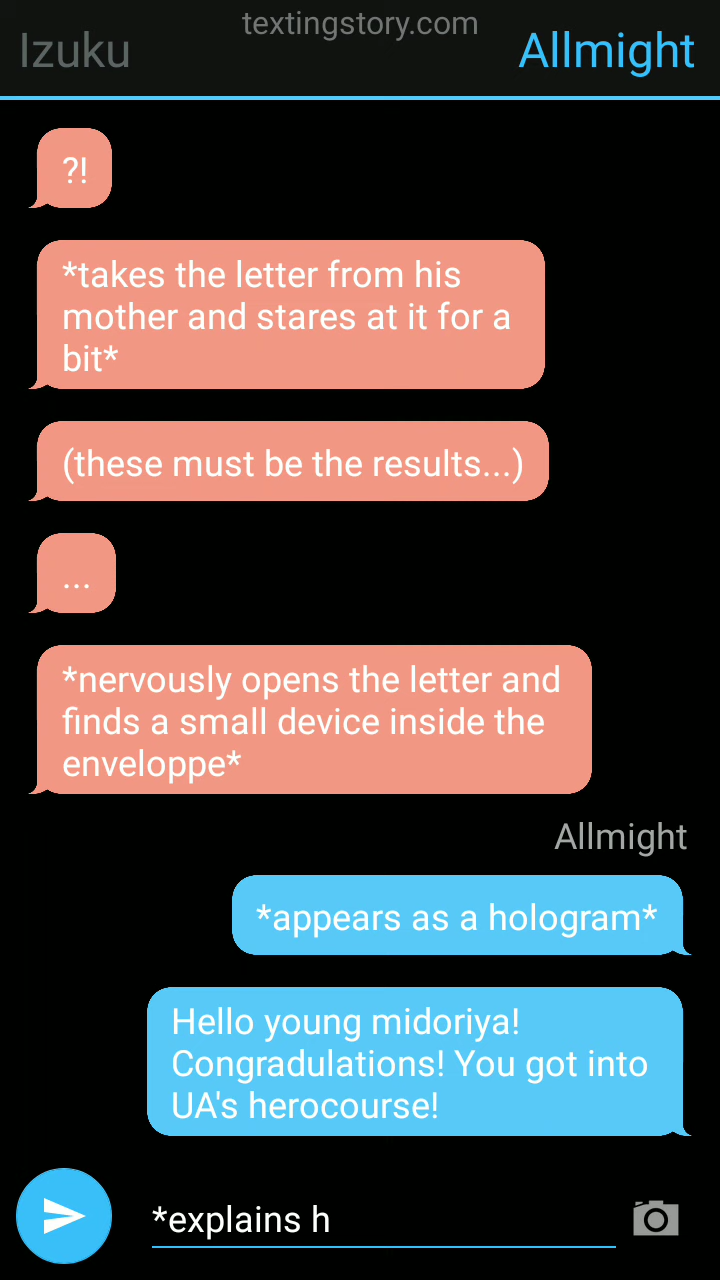 textingstory.com
Izuku
Allmight
?!
*takes the letter from his
mother and stares at it for a
bit*
(these must be the results...)
...
*nervously opens the letter and
finds a small device inside the
enveloppe*
Allmight
*appears as a hologram*
Hello young midoriya!
Congradulations! You got into
UA's herocourse!
*explains h